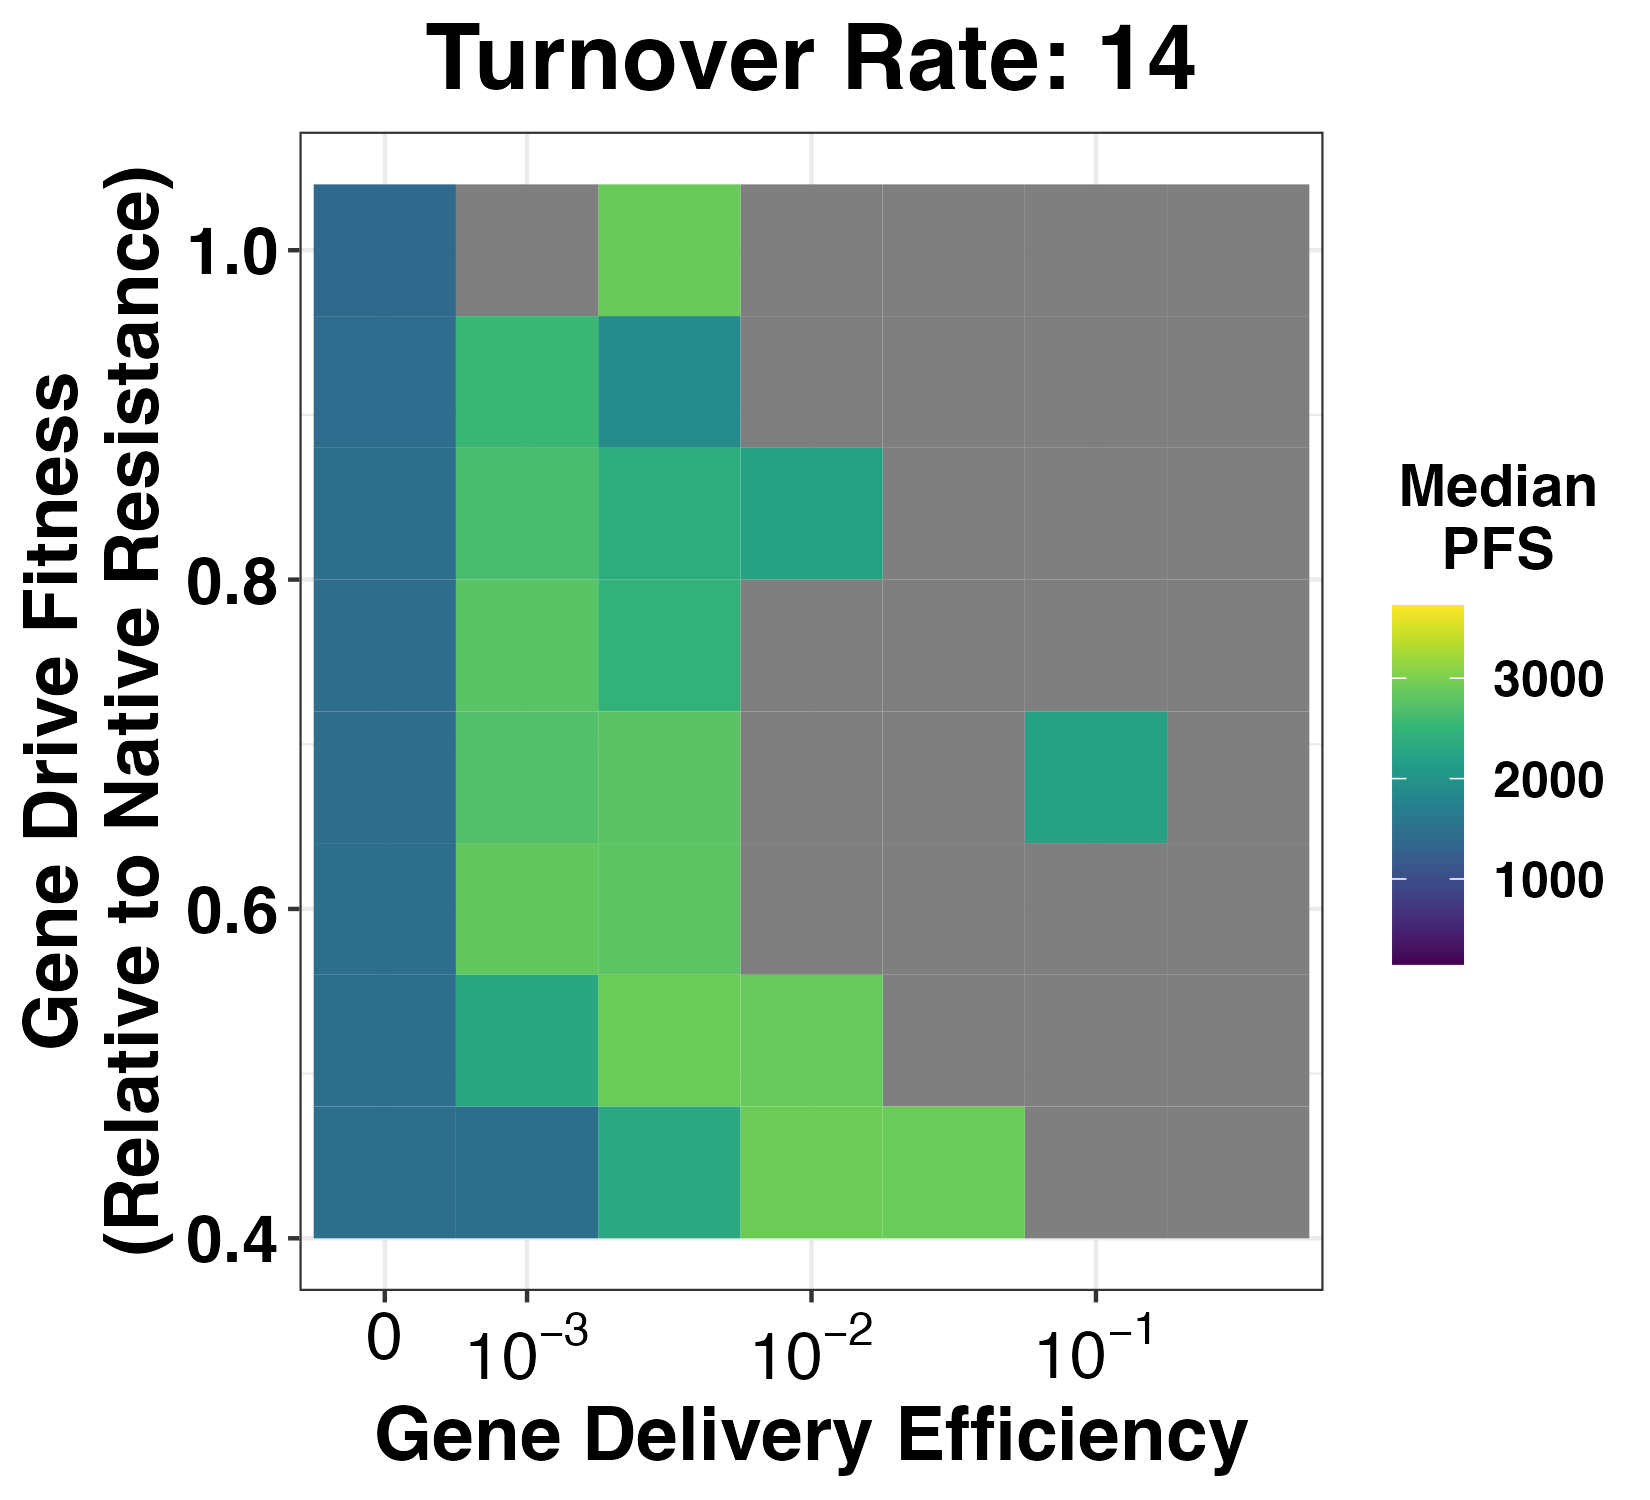 Turnover Rate: 14
Gene Drive Fitness
(Relative to Native Resistance)
1.0
0.8
0.6
0.4
0
10⁻³
10⁻²
10⁻¹
Gene Delivery Efficiency
Median
PFS
3000
2000
1000